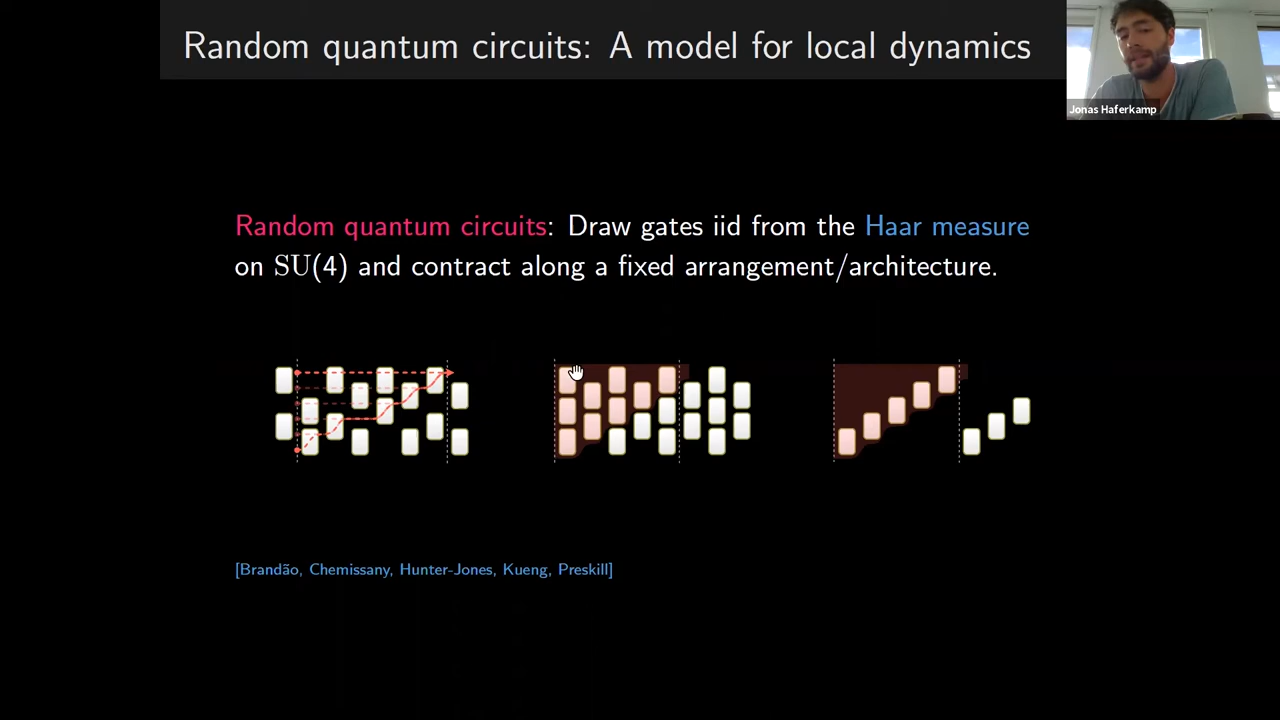 Random quantum circuits: A model for local dynamics
Jonas Haferkamp
Random quantum circuits: Draw gates iid from the Haar measure
on SU(4) and contract along a fixed arrangement/architecture.
[Brandão, Chemissany, Hunter-Jones, Kueng, Preskill]